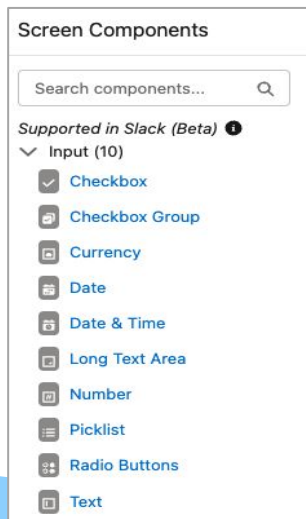 Screen Components
Search components...
Supported in Slack (Beta)
Input (10)
Checkbox
Checkbox Group
Currency
Date
Date & Time
Long Text Area
Number
Picklist
Radio Buttons
Text